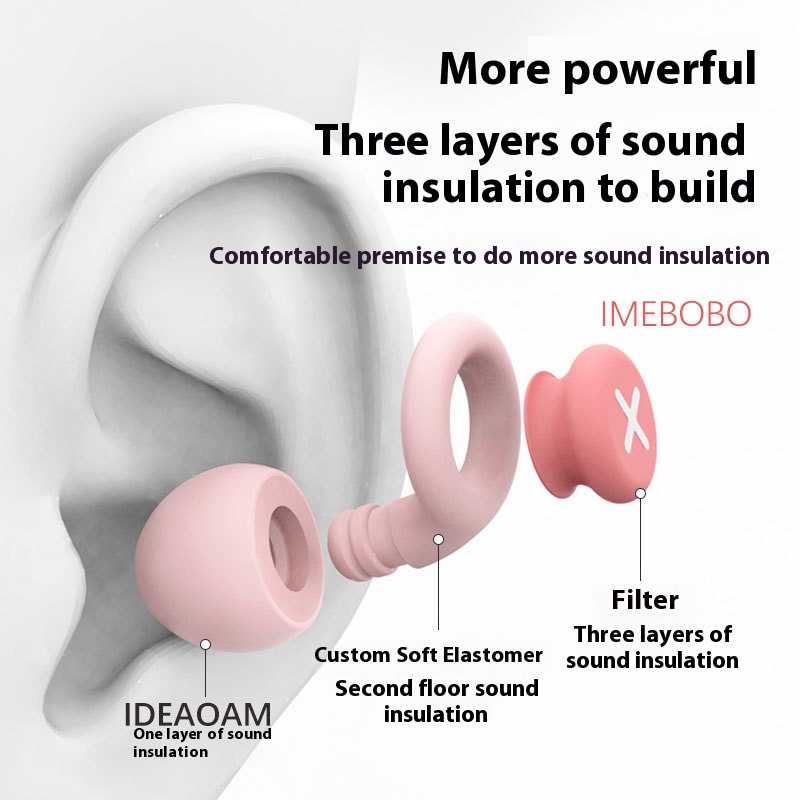 More powerful
Three layers of sound
insulation to build
Comfortable premise to do more sound insulation
IMEBOBO
X
Filter
Three layers of
sound insulation
Custom Soft Elastomer
Second floor sound
insulation
IDEAOAM
One layer of sound
insulation